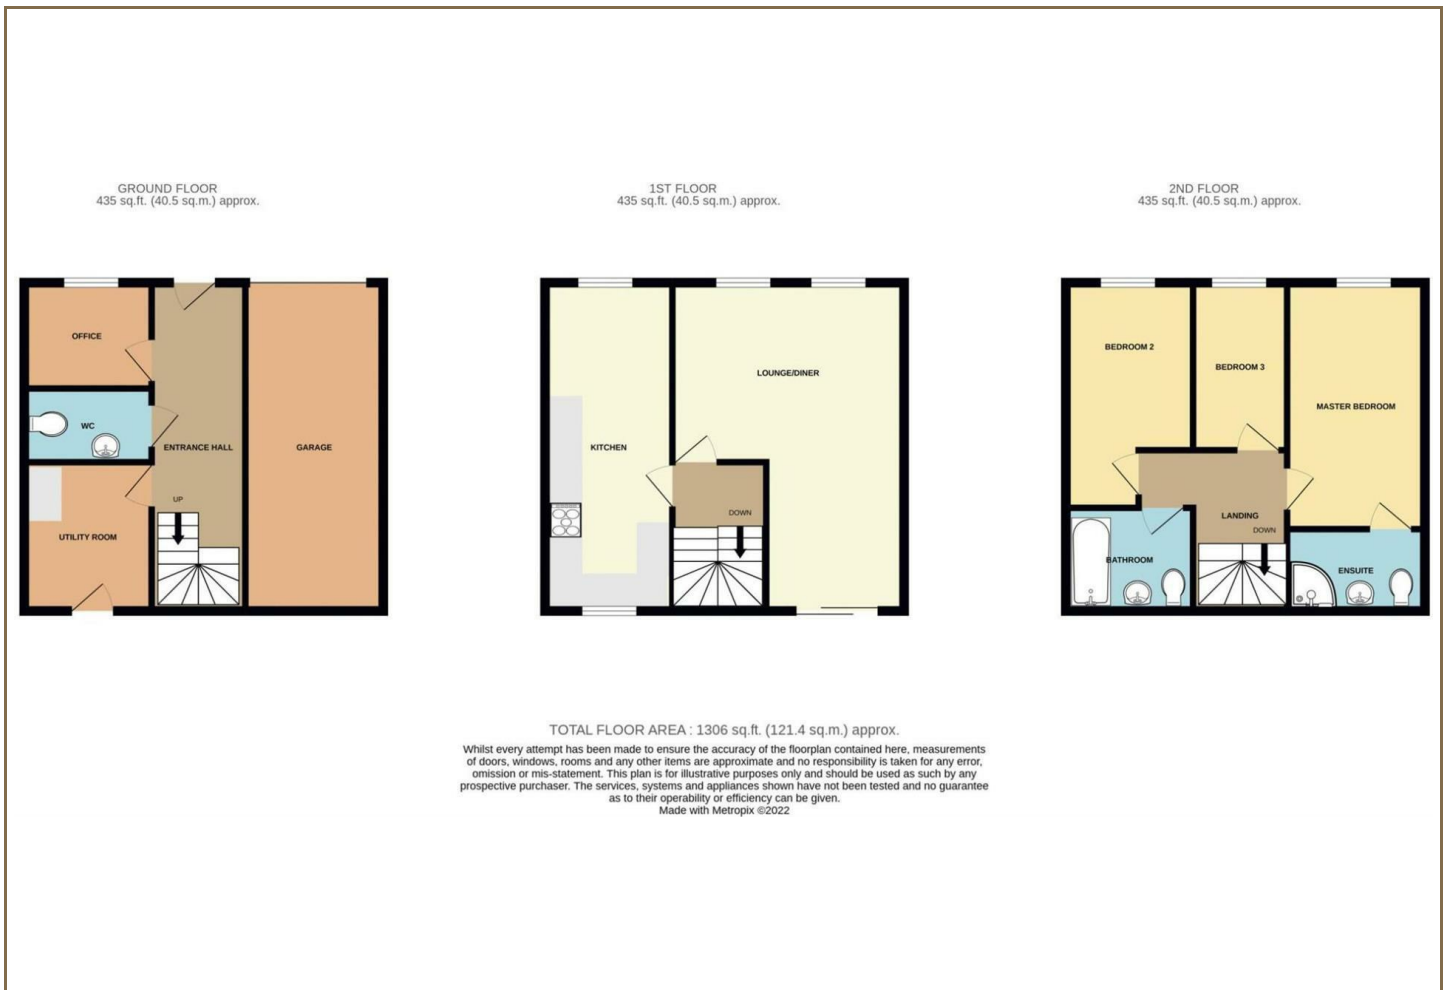 GROUND FLOOR
435 sq.ft. (40.5 sq.m.) approx.
OFFICE
WC
ENTRANCE HALL
GARAGE
UP
UTILITY ROOM
1ST FLOOR
435 sq.ft. (40.5 sq.m.) approx.
LOUNGE/DINER
KITCHEN
DOWN
2ND FLOOR
435 sq.ft. (40.5 sq.m.) approx.
BEDROOM 2
BEDROOM 3
MASTER BEDROOM
LANDING
DOWN
BATHROOM
ENSUITE
TOTAL FLOOR AREA : 1306 sq.ft. (121.4 sq.m.) approx.
Whilst every attempt has been made to ensure the accuracy of the floorplan contained here, measurements
of doors, windows, rooms and any other items are approximate and no responsibility is taken for any error,
omission or mis-statement. This plan is for illustrative purposes only and should be used as such by any
prospective purchaser. The services, systems and appliances shown have not been tested and no guarantee
as to their operability or efficiency can be given.
Made with Metropix ©2022